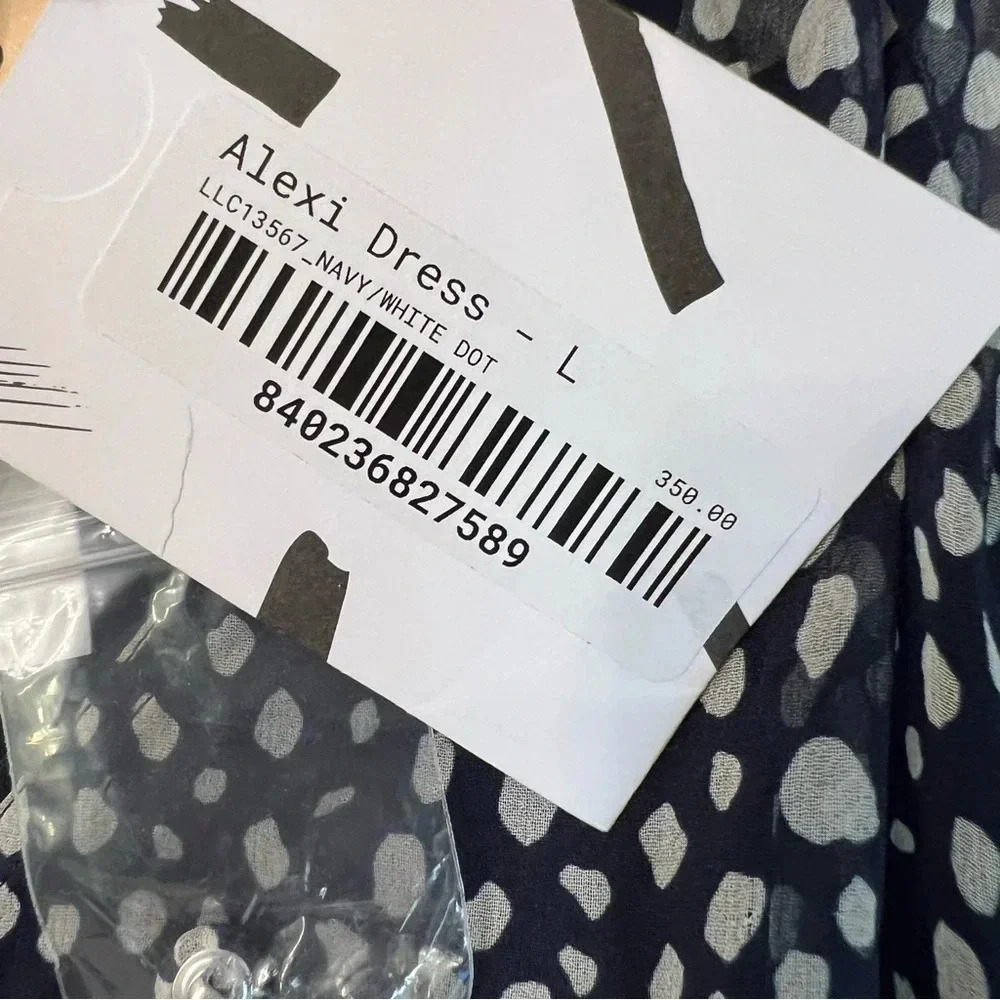 Alexi Dress - L
LLC13567_NAVY/WHITE DOT
350.00
840236827589